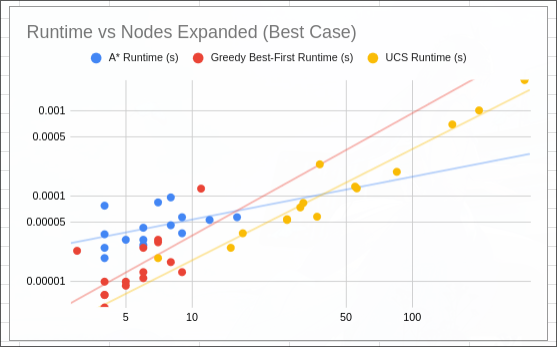 Runtime vs Nodes Expanded (Best Case)
A* Runtime (s) Greedy Best-First Runtime (s) UCS Runtime (s)
0.001
0.0005
0.0001
0.00005
0.00001
5 10 50 100